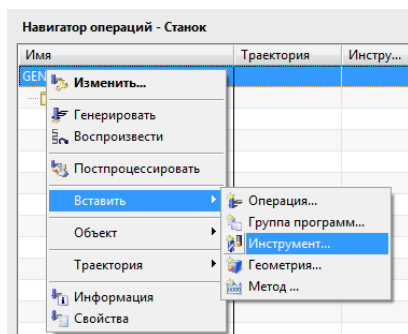 Навигатор операций - Станок
Имя Траектория Инстру...
GEN
Изменить...
Генерировать
Воспроизвести
Постпроцессировать
Вставить
Объект
Траектория
Информация
Свойства
Операция...
Группа программ...
Инструмент...
Геометрия...
Метод ...